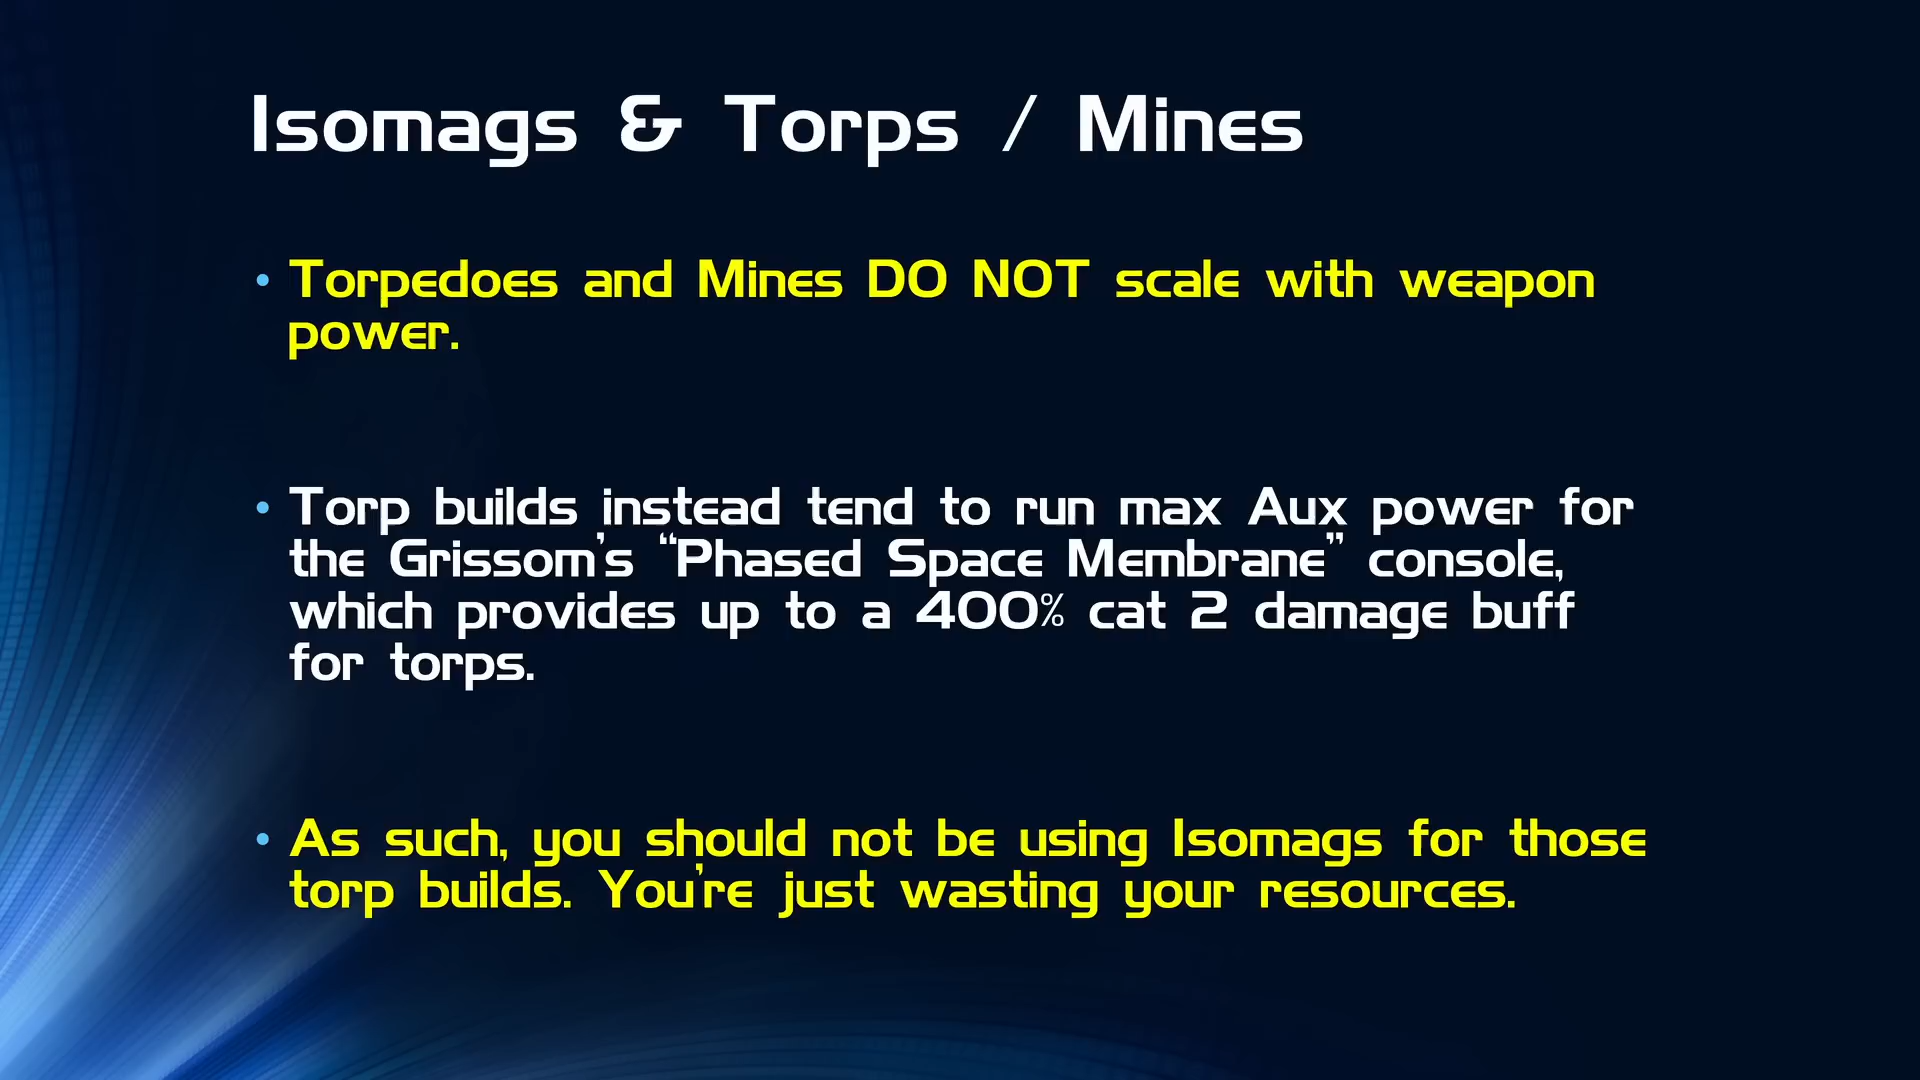 Isomags & Torps / Mines
• Torpedoes and Mines DO NOT scale with weapon
power.
• Torp builds instead tend to run max Aux power for
the Grissom's “Phased Space Membrane” console,
which provides up to a 400% cat 2 damage buff
for torps.
• As such, you should not be using Isomags for those
torp builds. You're just wasting your resources.